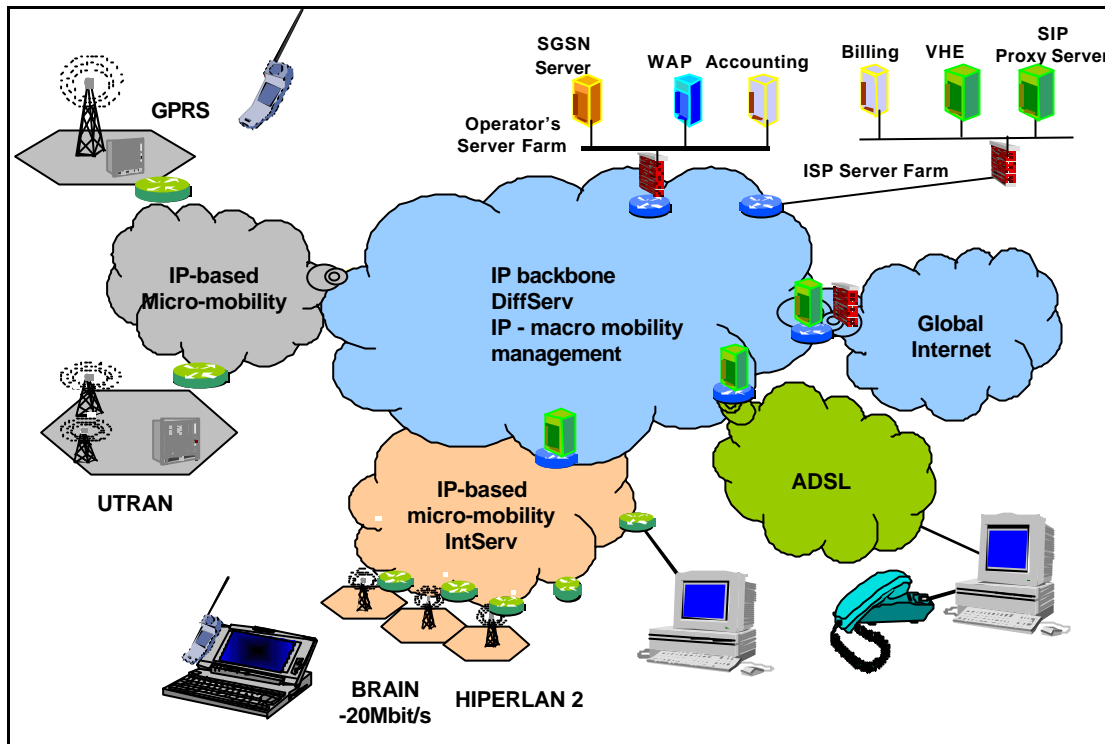 SGSN
Server
WAP
Accounting
Billing
VHE
SIP
Proxy Server
GPRS
Operator's
Server Farm
ISP Server Farm
IP-based
Micro-mobility
IP backbone
DiffServ
IP - macro mobility
management
Global
Internet
UTRAN
IP-based
micro-mobility
IntServ
ADSL
BRAIN
-20Mbit/s
HIPERLAN 2